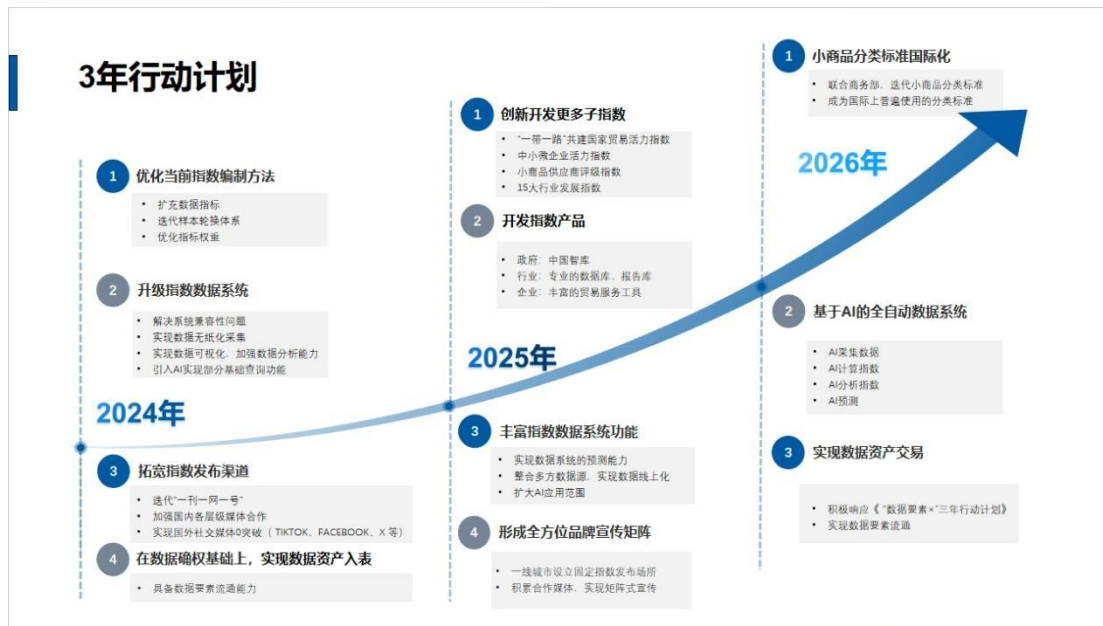 3年行动计划
2024年
1
优化当前指数编制方法
• 扩充数据指标
• 迭代样本轮换体系
• 优化指标权重
2
升级指数数据系统
• 解决系统兼容性问题
• 实现数据无纸化采集
• 实现数据可视化、加强数据分析能力
• 引入AI实现部分基础查询功能
3
拓宽指数发布渠道
• 迭代“一刊一网一号”
• 加强国内各层级媒体合作
• 实现国外社交媒体0突破（TIKTOK、FACEBOOK、X 等）
4
在数据确权基础上，实现数据资产入表
• 具备数据要素流通能力
2025年
1
创新开发更多子指数
• “一带一路”共建国家贸易活力指数
• 中小微企业活力指数
• 小商品供应商评级指数
• 15大行业发展指数
2
开发指数产品
• 政府：中国智库
• 行业：专业的数据库、报告库
• 企业：丰富的贸易服务工具
3
丰富指数数据系统功能
• 实现数据系统的预测能力
• 整合多方数据源、实现数据线上化
• 扩大AI应用范围
4
形成全方位品牌宣传矩阵
• 一线城市设立固定指数发布场所
• 积累合作媒体、实现矩阵式宣传
2026年
1
小商品分类标准国际化
• 联合商务部、迭代小商品分类标准
• 成为国际上普遍使用的分类标准
2
基于AI的全自动数据系统
• AI采集数据
• AI计算指数
• AI分析指数
• AI预测
3
实现数据资产交易
• 积极响应《“数据要素×”三年行动计划》
• 实现数据要素流通